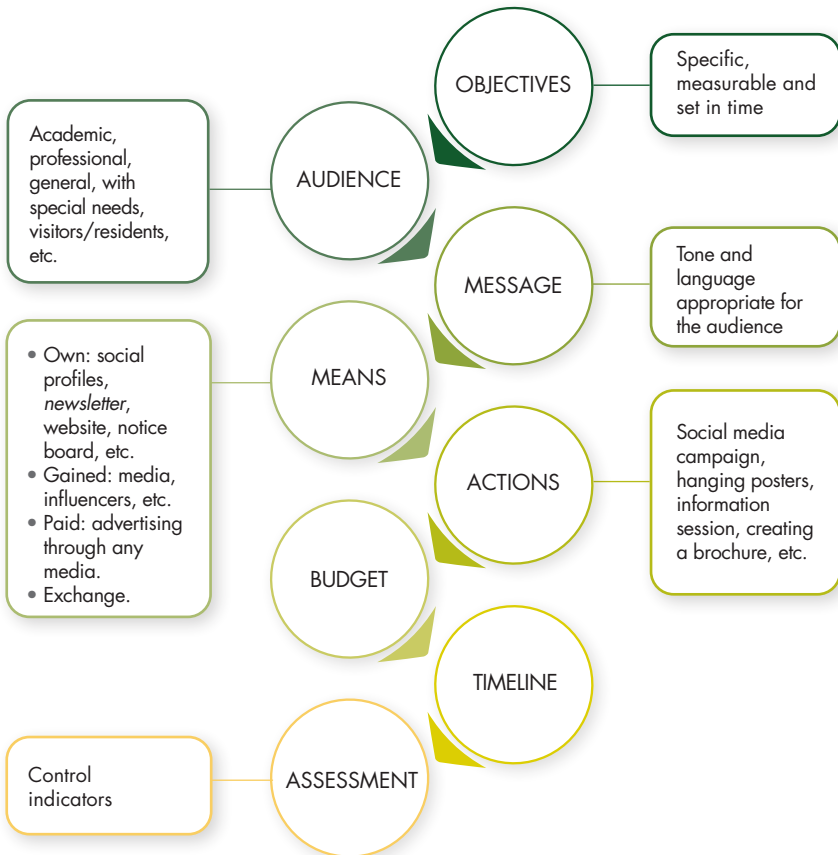 OBJECTIVES
Specific,
measurable and
set in time
AUDIENCE
Academic,
professional,
general, with
special needs,
visitors/residents,
etc.
MESSAGE
Tone and
language
appropriate for
the audience
MEANS
• Own: social
profiles,
newsletter,
website, notice
board, etc.
• Gained: media,
influencers, etc.
• Paid: advertising
through any
media.
• Exchange.
ACTIONS
Social media
campaign,
hanging posters,
information
session, creating
a brochure, etc.
BUDGET
TIMELINE
ASSESSMENT
Control
indicators